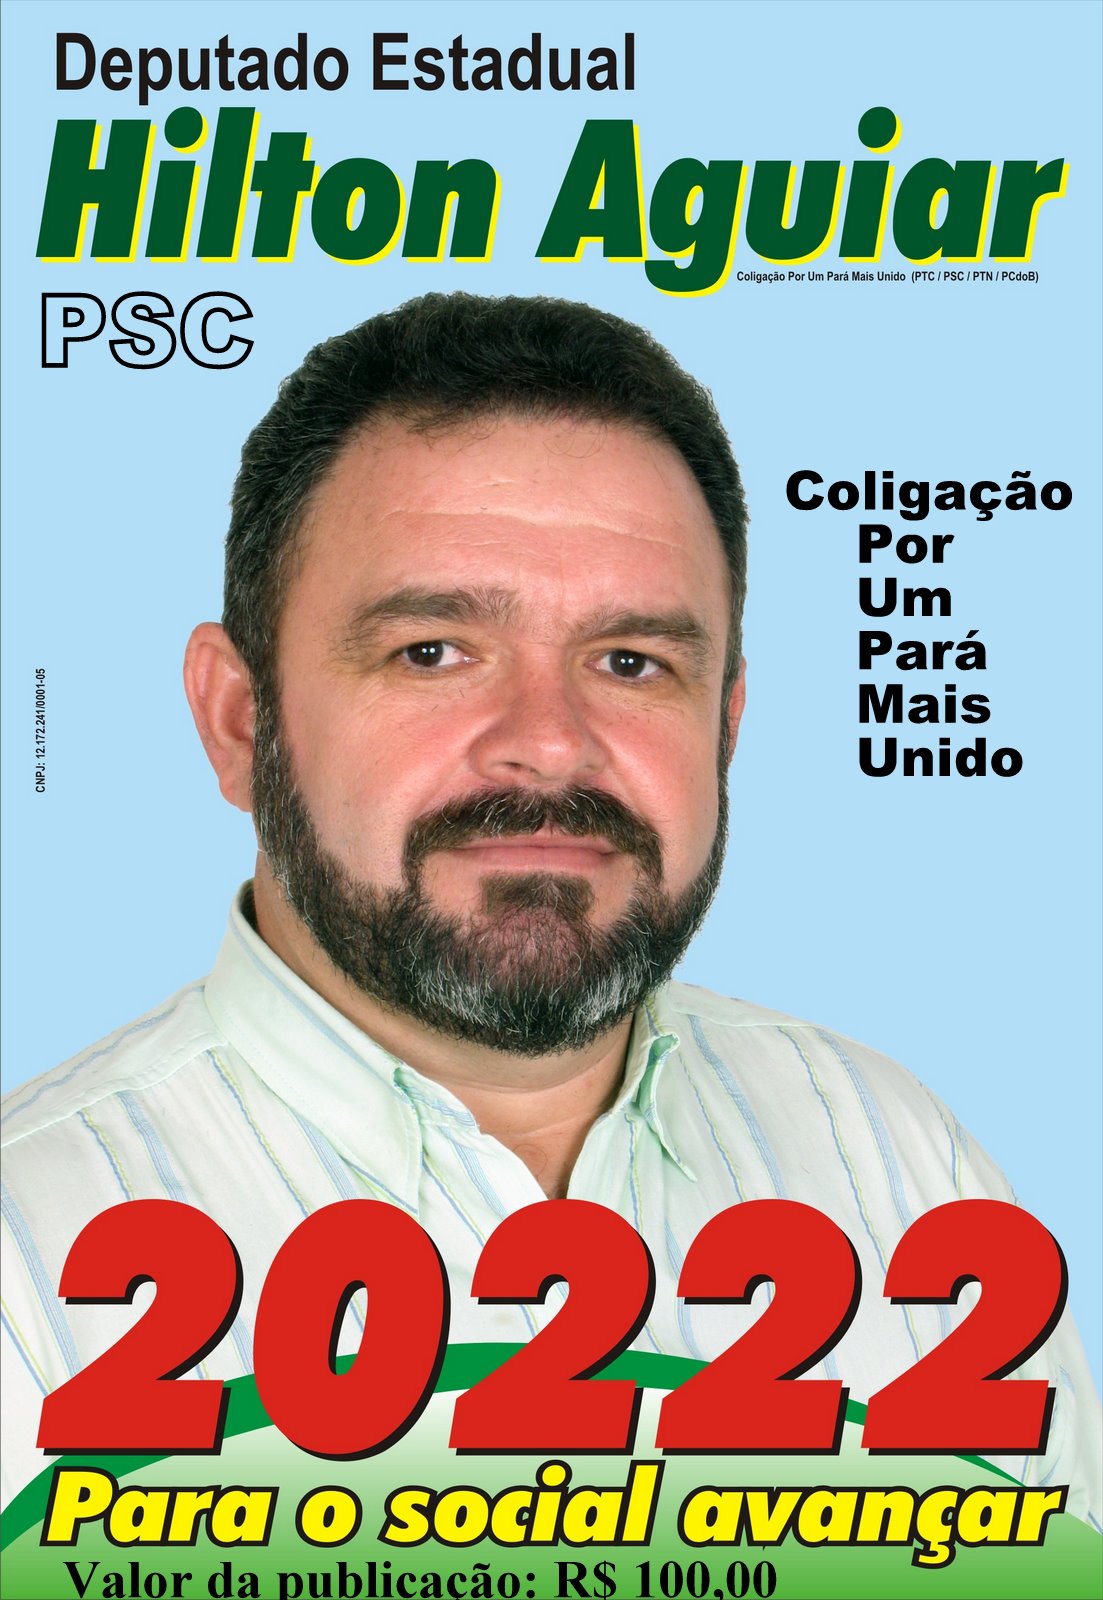 Deputado Estadual
Hilton Aguiar
Coligação Por Um Pará Mais Unido (PTC / PSC / PTN / PCdoB)
PSC
Coligação
Por
Um
Pará
Mais
Unido
CNPJ: 12.172.241/0001-05
20222
Para o social avançar
Valor da publicação: R$ 100,00